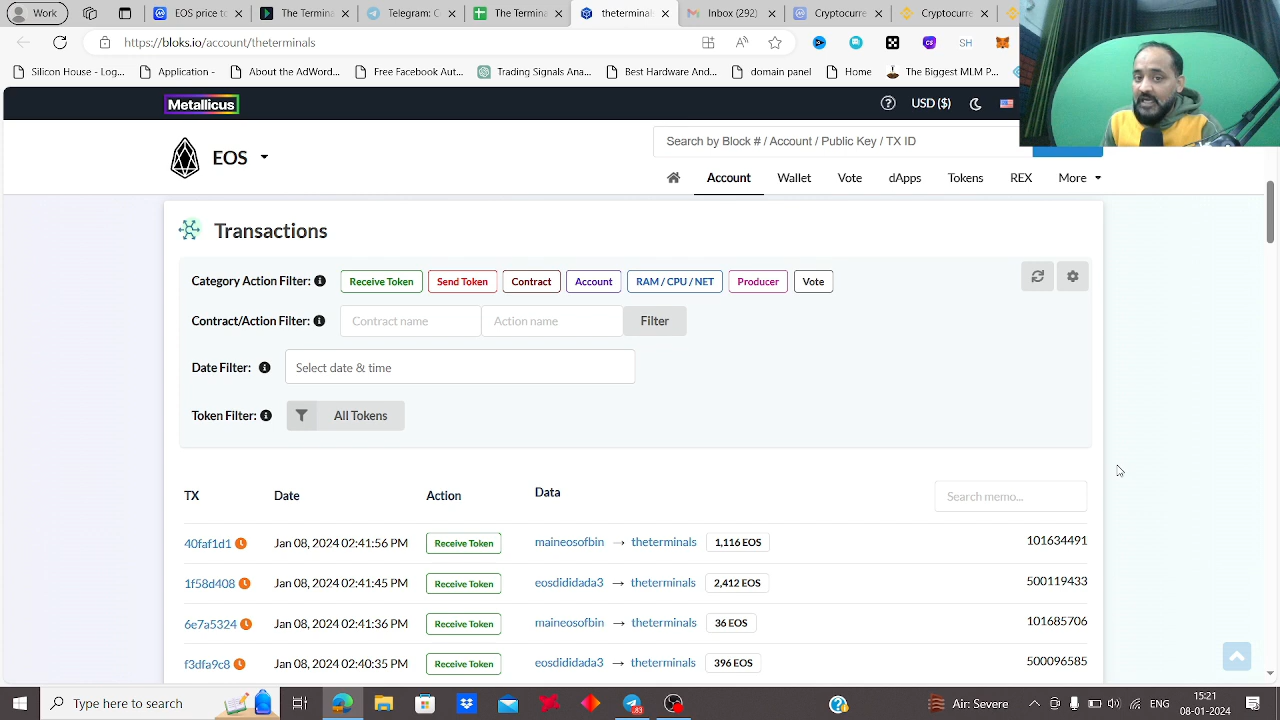 Work
EOS price to
The Termin
Telegram C
The Termin
theterminal
Inbox (292)
Cryptocurre
Cryptocurre
https://bloks.io/account/theterminals
SH
Silicon House - Log...
Application -
By the Adword...
Free Facebook Ad...
Trading Signals Ana...
Best Hardware And...
domain panel
Home
The Biggest MLM P...
Metallicus
USD ($)
EOS
Search by Block # / Account / Public Key / TX ID
Account Wallet Vote dApps Tokens REX More
Transactions
Category Action Filter: Receive Token Send Token Contract Account RAM / CPU / NET Producer Vote
Contract/Action Filter: Contract name Action name Filter
Date Filter: Select date & time
Token Filter: All Tokens
TX Date Action Data Search memo...
40faf1d1 Jan 08, 2024 02:41:56 PM Receive Token maineosofbin → theterminals 1,116 EOS 101634491
1f58d408 Jan 08, 2024 02:41:45 PM Receive Token eosdididada3 → theterminals 2,412 EOS 500119433
6e7a5324 Jan 08, 2024 02:41:36 PM Receive Token maineosofbin → theterminals 36 EOS 101685706
f3dfa9c8 Jan 08, 2024 02:40:35 PM Receive Token eosdididada3 → theterminals 396 EOS 500096585
Type here to search
83
Air Severe
15:21
08-01-2024